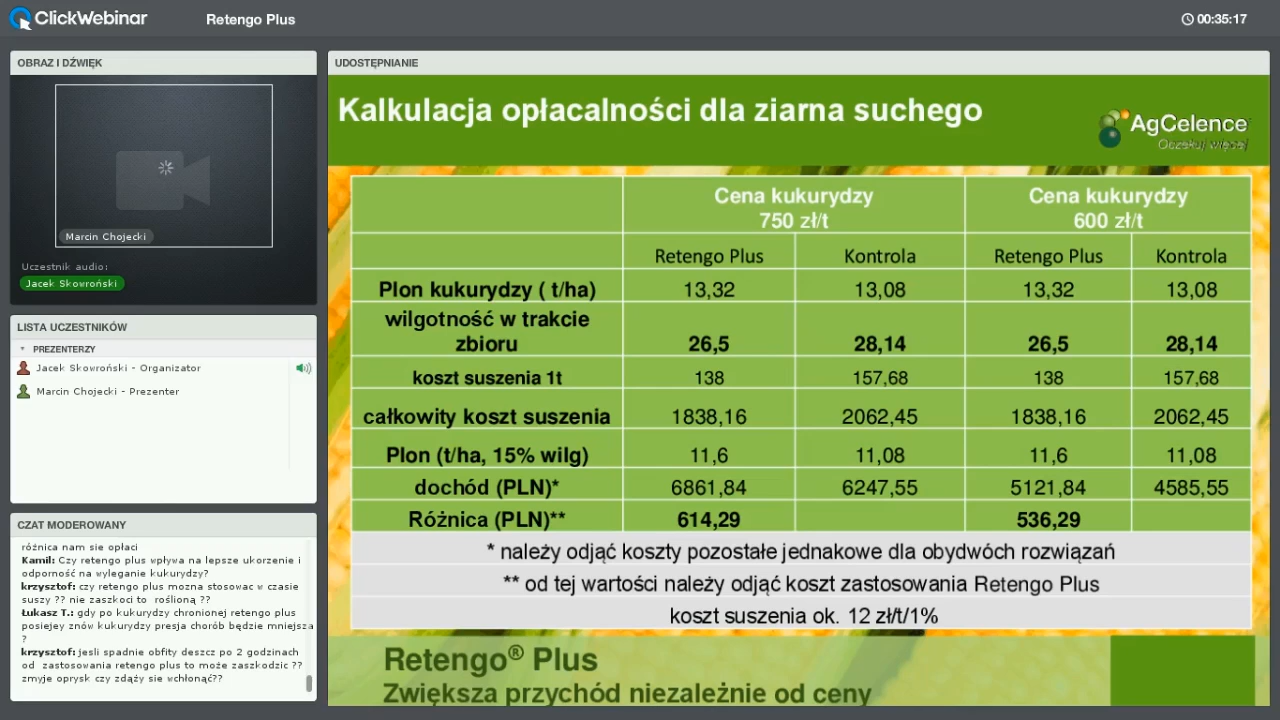 ClickWebinar
Retengo Plus
00:35:17
OBRAZ I DŹWIĘK
Marcin Chojecki
Uczestnik audio:
Jacek Skowroński
LISTA UCZESTNIKÓW
PREZENTERZY
Jacek Skowroński - Organizator
Marcin Chojecki - Prezenter
CZAT MODEROWANY
różnica nam sie opłaci
Kamil: Czy retengo plus wpływa na lepsze ukorzenie i
odporność na wyleganie kukurydzy?
krzysztof: czy retengo plus mozna stosowac w czasie
suszy ?? nie zaszkoci to rośliną ??
Łukasz T.: gdy po kukurydzy chronionej retengo plus
posiejey znów kukurydzy presja chorób będzie mniejsza
?
krzysztof: jesli spadnie obfity deszcz po 2 godzinach
od zastosowania retengo plus to może zaszkodzic ??
zmyje oprysk czy zdąży sie wchłonąć??
UDOSTĘPNIANIE
Kalkulacja opłacalności dla ziarna suchego
AgCelence
Oczekuj więcej
Cena kukurydzy Cena kukurydzy
750 zł/t 600 zł/t
Retengo Plus Kontrola Retengo Plus Kontrola
Plon kukurydzy ( t/ha) 13,32 13,08 13,32 13,08
wilgotność w trakcie
zbioru 26,5 28,14 26,5 28,14
koszt suszenia 1t 138 157,68 138 157,68
całkowity koszt suszenia 1838,16 2062,45 1838,16 2062,45
Plon (t/ha, 15% wilg) 11,6 11,08 11,6 11,08
dochód (PLN)* 6861,84 6247,55 5121,84 4585,55
Różnica (PLN)** 614,29 536,29
* należy odjąć koszty pozostałe jednakowe dla obydwóch rozwiązań
** od tej wartości należy odjąć koszt zastosowania Retengo Plus
koszt suszenia ok. 12 zł/t/1%
Retengo® Plus
Zwiększa przychód niezależnie od ceny